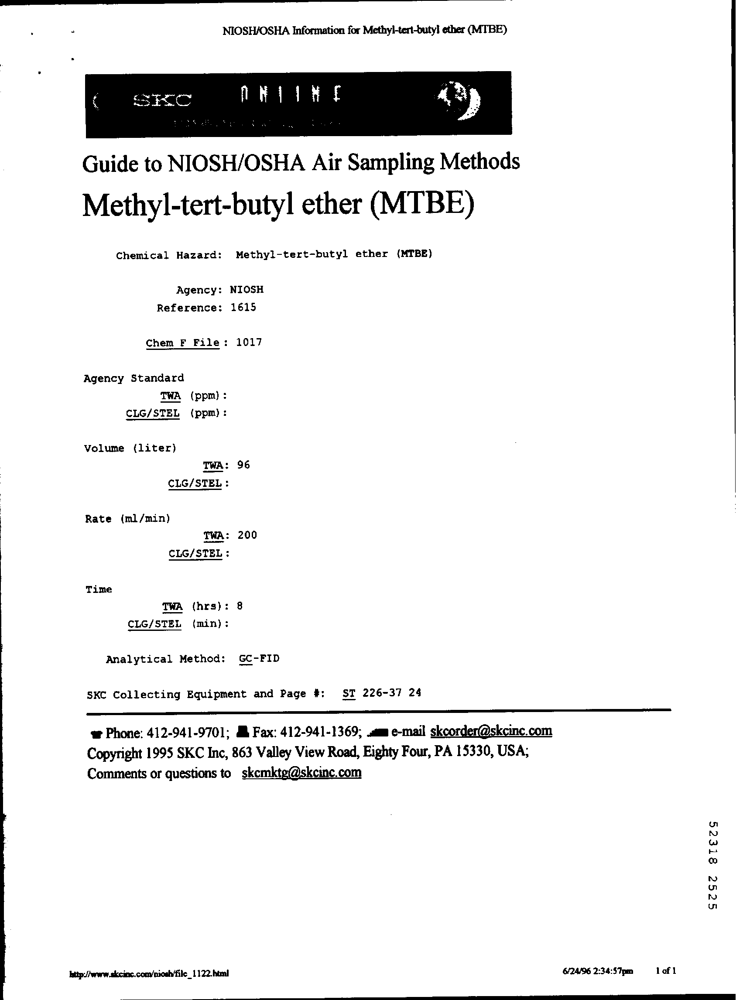 NIOSH/OSHA Information for Methyl-tert-butyl ether (MTBE)
SKC ONLINE
Guide to NIOSH/OSHA Air Sampling Methods
Methyl-tert-butyl ether (MTBE)
Chemical Hazard: Methyl-tert-butyl ether (MTBE)
Agency: NIOSH
Reference: 1615
Chem F File: 1017
Agency Standard
TWA (ppm):
CLG/STEL (ppm):
Volume (liter)
TWA: 96
CLG/STEL:
Rate (ml/min)
TWA: 200
CLG/STEL:
Time
TWA (hrs): 8
CLG/STEL (min):
Analytical Method: GC-FID
SKC Collecting Equipment and Page #: ST 226-37 24
Phone: 412-941-9701; Fax: 412-941-1369; e-mail skcorder@skcinc.com
Copyright 1995 SKC Inc, 863 Valley View Road, Eighty Four, PA 15330, USA;
Comments or questions to skcmktg@skcinc.com
52318 2525
http://www.skcinc.com/niosh/file_1122.html
6/24/96 2:34:57pm 1 of 1